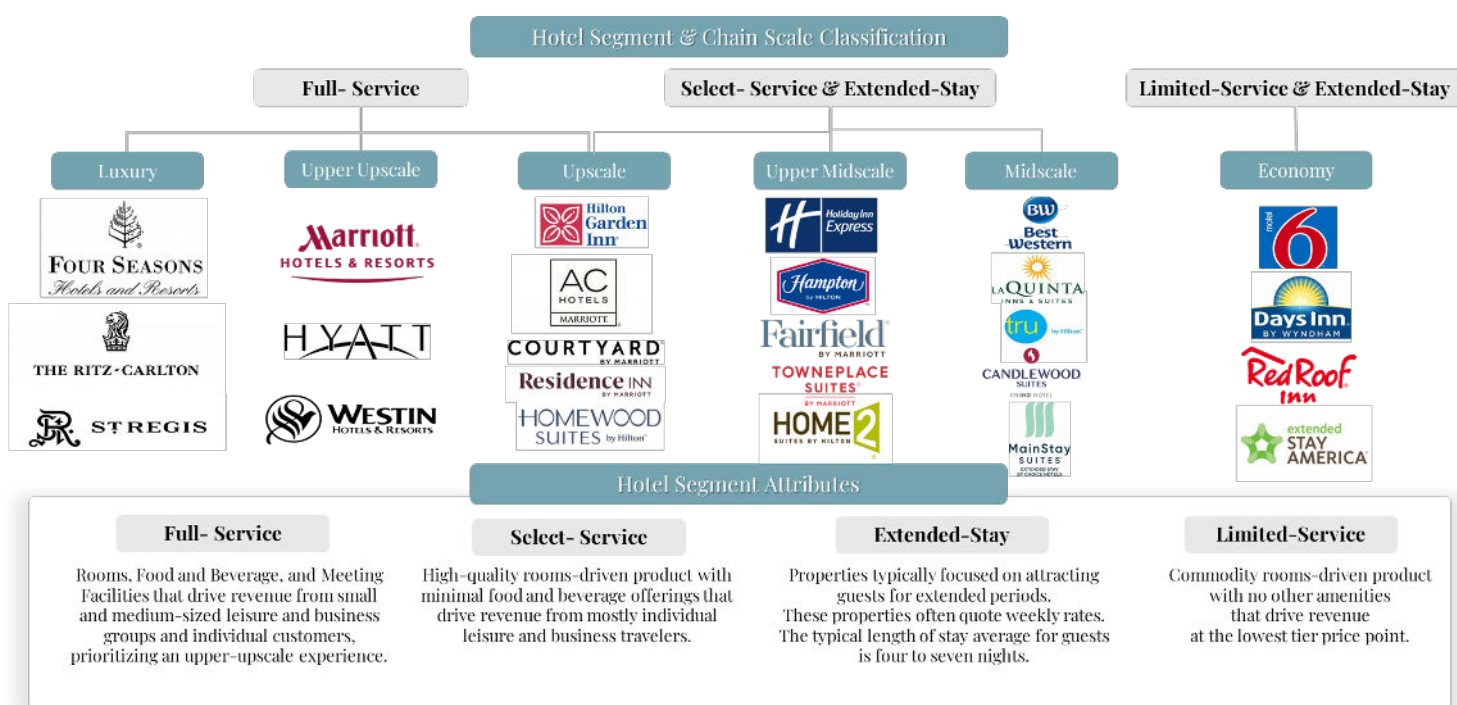 Hotel Segment & Chain Scale Classification
Full- Service
Select- Service & Extended-Stay
Limited-Service & Extended-Stay
Luxury
Upper Upscale
Upscale
Upper Midscale
Midscale
Economy
FOUR SEASONS
Hotels and Resorts
THE RITZ-CARLTON
ST REGIS
Marriott
HOTELS & RESORTS
HYATT
WESTIN
HOTELS & RESORTS
Hilton
Garden
Inn
AC
HOTELS
MARRIOTT
COURTYARD
BY MARRIOTT
Residence INN
BY MARRIOTT
HOMEWOOD
SUITES by Hilton
H
Holiday Inn
Express
Hampton
by HILTON
Fairfield
BY MARRIOTT
TOWNEPLACE
SUITES
BY MARRIOTT
HOME2
SUITES BY HILTON
BW
Best
Western
LAQUINTA
INNS & SUITES
tru by Hilton
CANDLEWOOD
SUITES
AN IHG HOTEL
MainStay
SUITES
EXTENDED STAY
BY CHOICE HOTELS
motel
6
Days Inn
BY WYNDHAM
Red Roof
Inn
extended
STAY
AMERICA
Hotel Segment Attributes
Full- Service
Rooms, Food and Beverage, and Meeting
Facilities that drive revenue from small
and medium-sized leisure and business
groups and individual customers,
prioritizing an upper-upscale experience.
Select- Service
High-quality rooms-driven product with
minimal food and beverage offerings that
drive revenue from mostly individual
leisure and business travelers.
Extended-Stay
Properties typically focused on attracting
guests for extended periods.
These properties often quote weekly rates.
The typical length of stay average for guests
is four to seven nights.
Limited-Service
Commodity rooms-driven product
with no other amenities
that drive revenue
at the lowest tier price point.